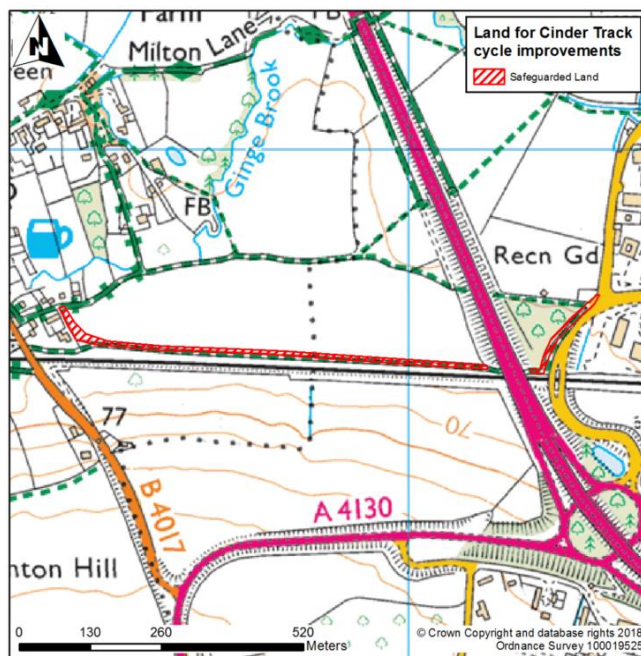 Land for Cinder Track
cycle improvements
Safeguarded Land
N
Farm
FB
Milton Lane
een
Ginge Brook
FB
Recn Gd
77
70
B 4017
A 4130
nton Hill
0 130 260 520
Meters
© Crown Copyright and database rights 2018
Ordnance Survey 100019528